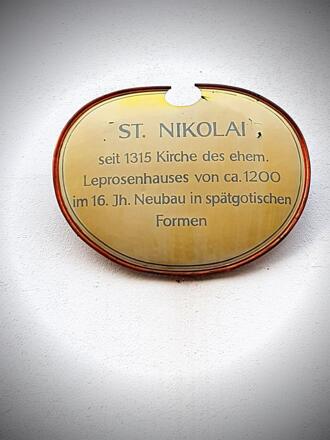 ST. NIKOLAI,
seit 1315 Kirche des ehem.
Leprosenhauses von ca. 1200
im 16. Jh. Neubau in spätgotischen
Formen